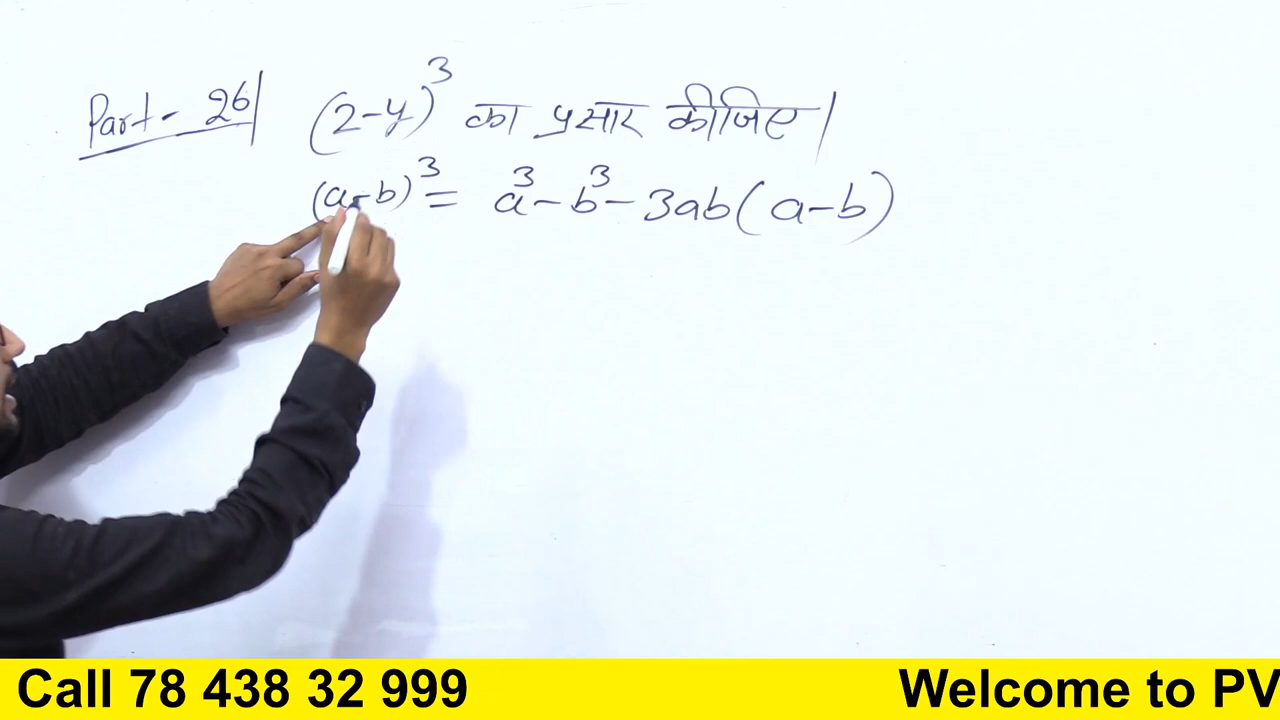 Part- 26| (2-y)³ का प्रसार कीजिए|
(a-b)³ = a³-b³-3ab(a-b)
Call 78 438 32 999 Welcome to PV